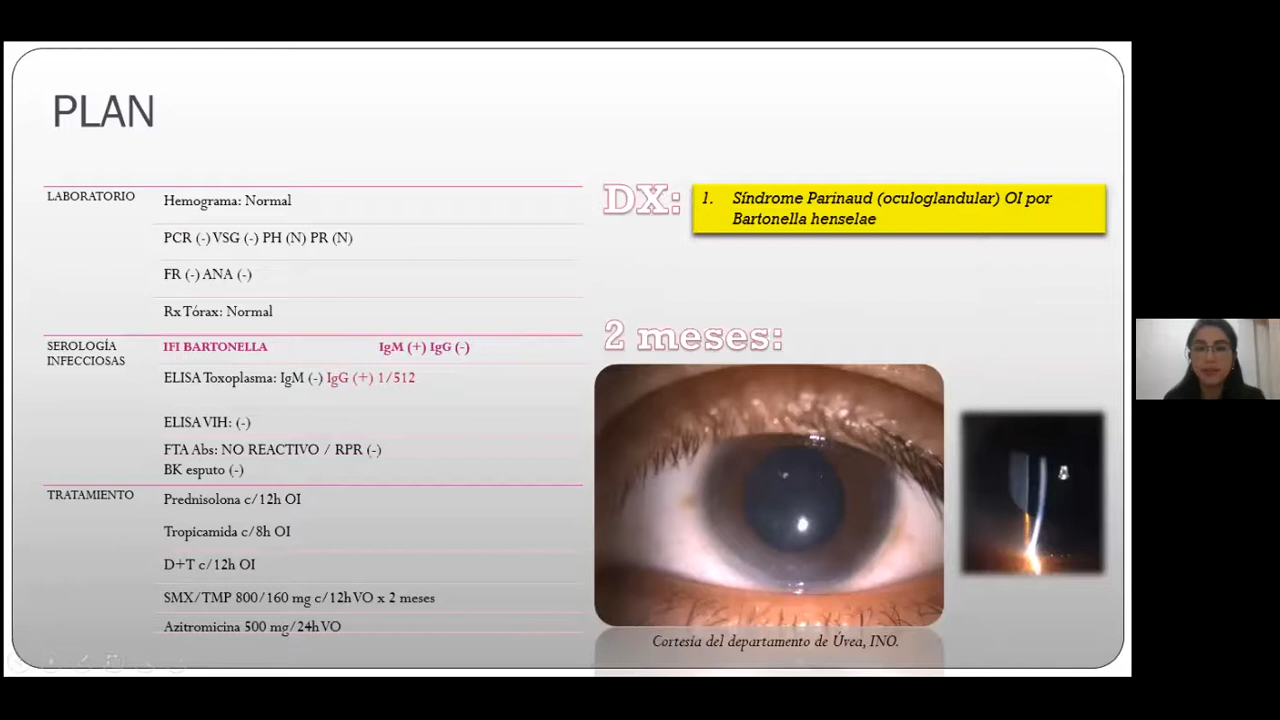 PLAN
LABORATORIO
Hemograma: Normal
PCR (-) VSG (-) PH (N) PR (N)
FR (-) ANA (-)
Rx Tórax: Normal
SEROLOGÍA
INFECCIOSAS
IFI BARTONELLA IgM (+) IgG (-)
ELISA Toxoplasma: IgM (-) IgG (+) 1/512
ELISA VIH: (-)
FTA Abs: NO REACTIVO / RPR (-)
BK esputo (-)
TRATAMIENTO
Prednisolona c/12h OI
Tropicamida c/8h OI
D+T c/12h OI
SMX/TMP 800/160 mg c/12h VO x 2 meses
Azitromicina 500 mg/24h VO
DX:
1. Síndrome Parinaud (oculoglandular) OI por
Bartonella henselae
2 meses:
Cortesía del departamento de Úvea, INO.